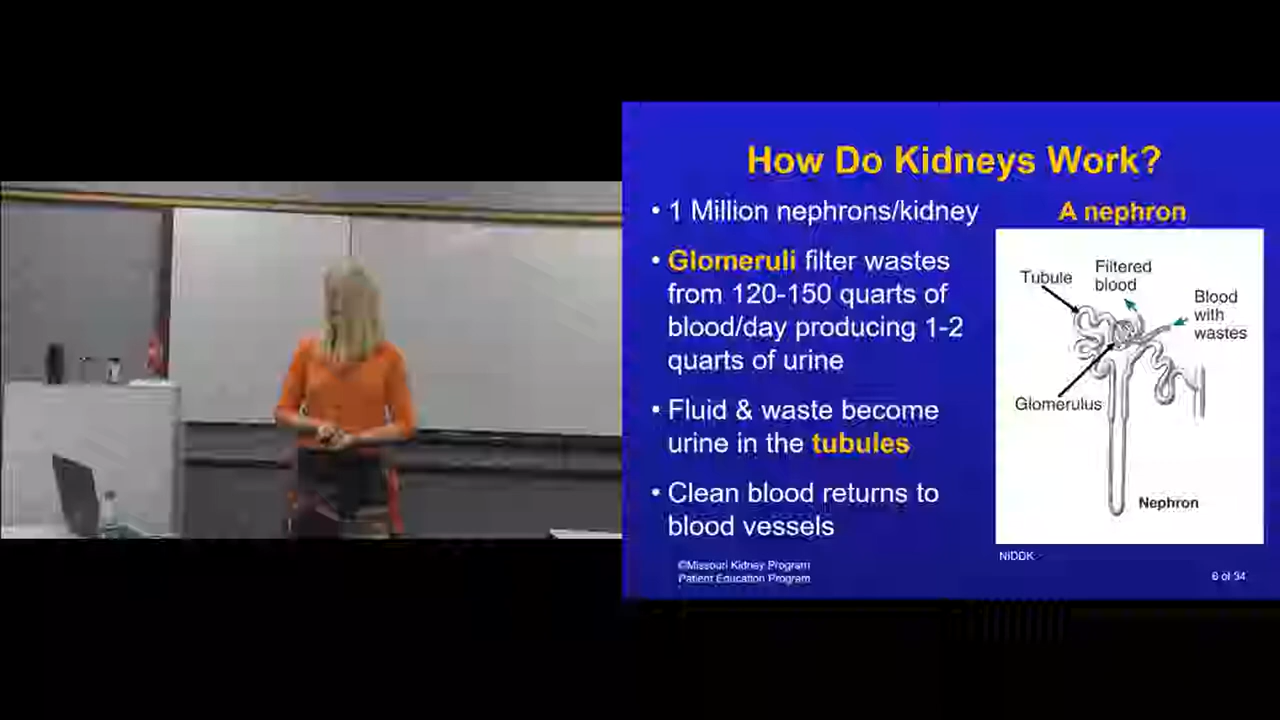 How Do Kidneys Work?
• 1 Million nephrons/kidney
• Glomeruli filter wastes
from 120-150 quarts of
blood/day producing 1-2
quarts of urine
• Fluid & waste become
urine in the tubules
• Clean blood returns to
blood vessels
A nephron
Tubule
Filtered
blood
Blood
with
wastes
Glomerulus
Nephron
NIDDK
©Missouri Kidney Program
Patient Education Program
6 of 34